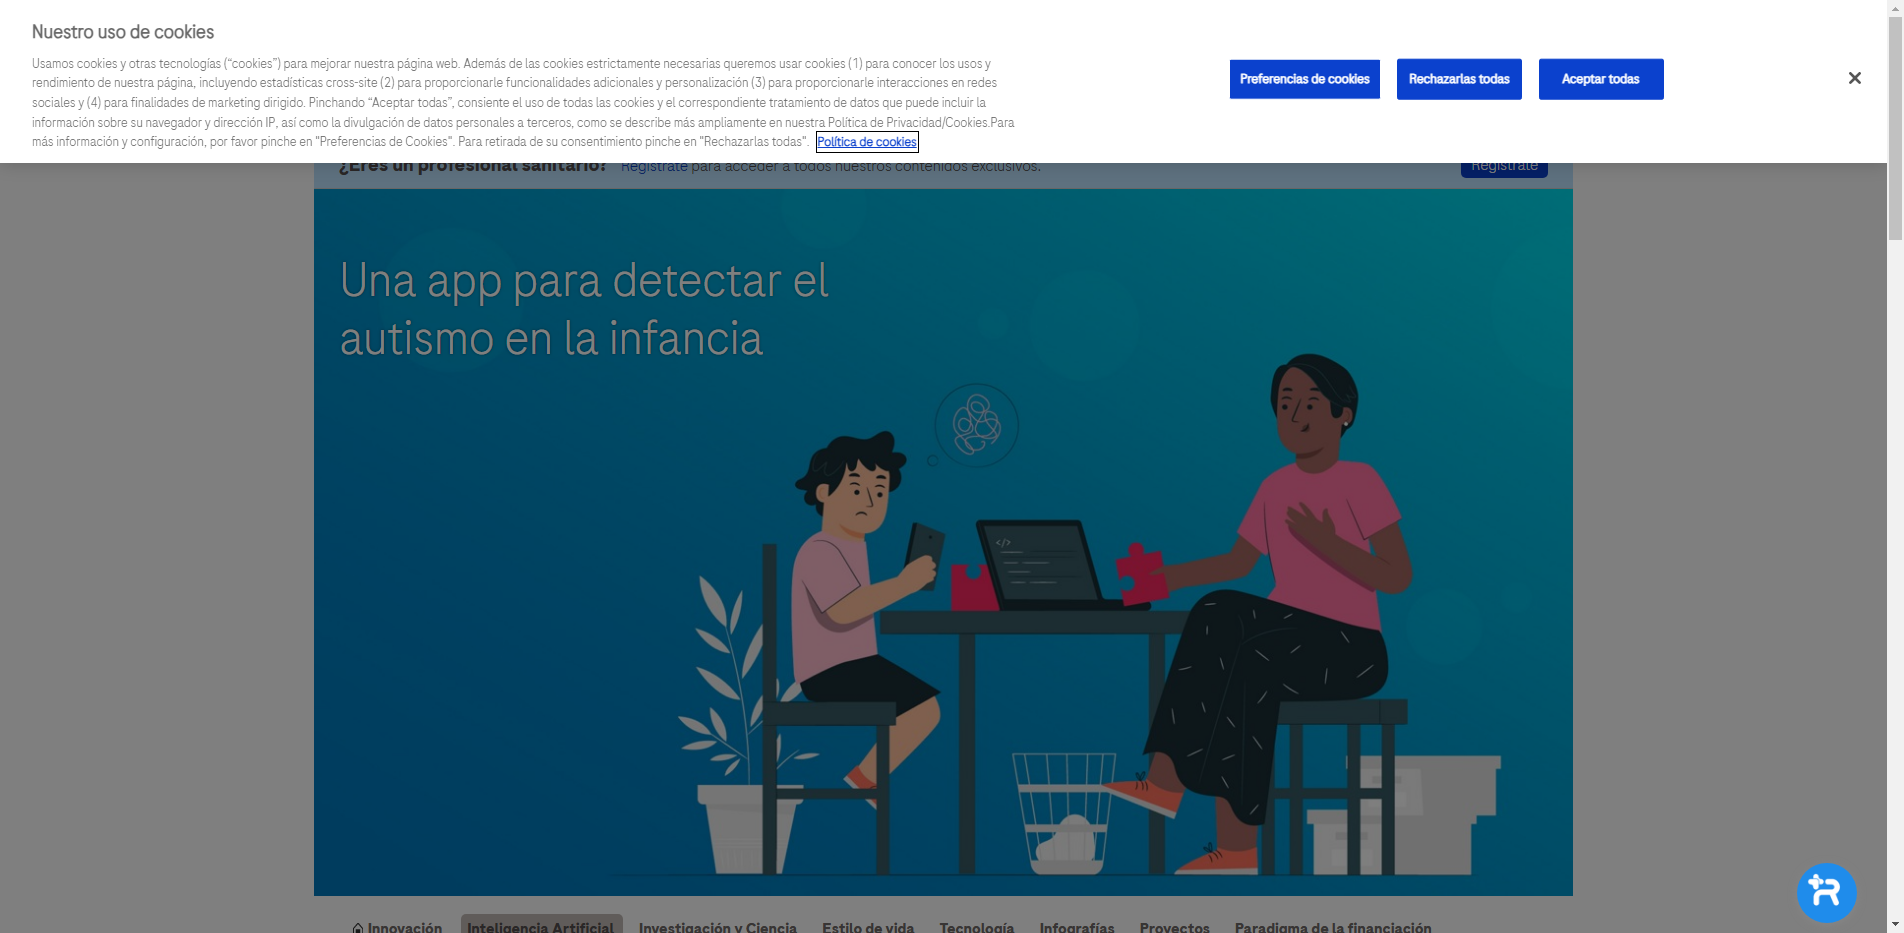 Nuestro uso de cookies
Usamos cookies y otras tecnologías (“cookies”) para mejorar nuestra página web. Además de las cookies estrictamente necesarias queremos usar cookies (1) para conocer los usos y
rendimiento de nuestra página, incluyendo estadísticas cross-site (2) para proporcionarle funcionalidades adicionales y personalización (3) para proporcionarle interacciones en redes
sociales y (4) para finalidades de marketing dirigido. Pinchando “Aceptar todas”, consiente el uso de todas las cookies y el correspondiente tratamiento de datos que puede incluir la
información sobre su navegador y dirección IP, así como la divulgación de datos personales a terceros, como se describe más ampliamente en nuestra Política de Privacidad/Cookies.Para
más información y configuración, por favor pinche en "Preferencias de Cookies". Para retirada de su consentimiento pinche en "Rechazarlas todas". Política de cookies
Preferencias de cookies Rechazarlas todas Aceptar todas
¿Eres un profesional sanitario? Regístrate para acceder a todos nuestros contenidos exclusivos. Regístrate
Una app para detectar el
autismo en la infancia
</>
Innovación Inteligencia Artificial Investigación y Ciencia Estilo de vida Tecnología Infografías Proyectos Paradigma de la financiación